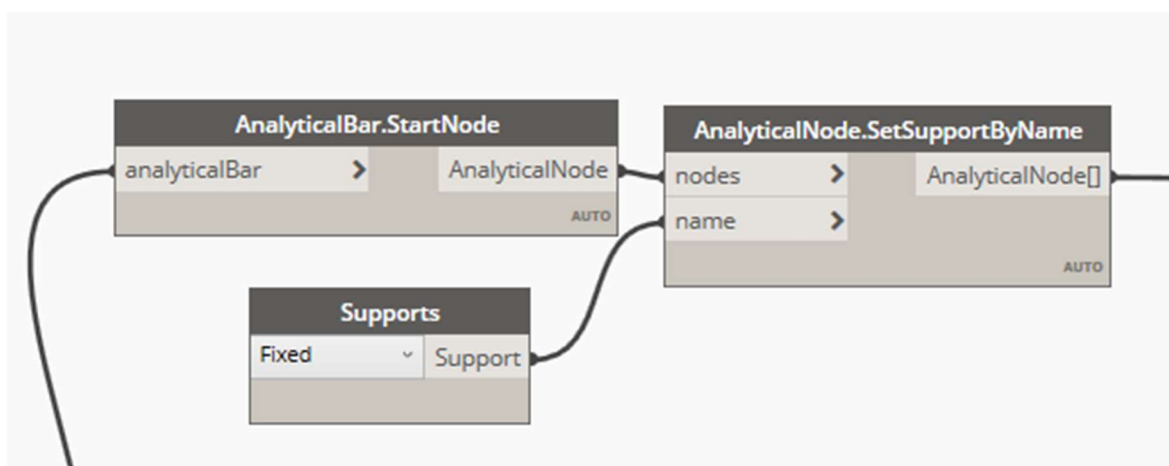 AnalyticalBar.StartNode
analyticalBar
AnalyticalNode
AUTO
AnalyticalNode.SetSupportByName
nodes
AnalyticalNode[]
name
AUTO
Supports
Fixed
Support